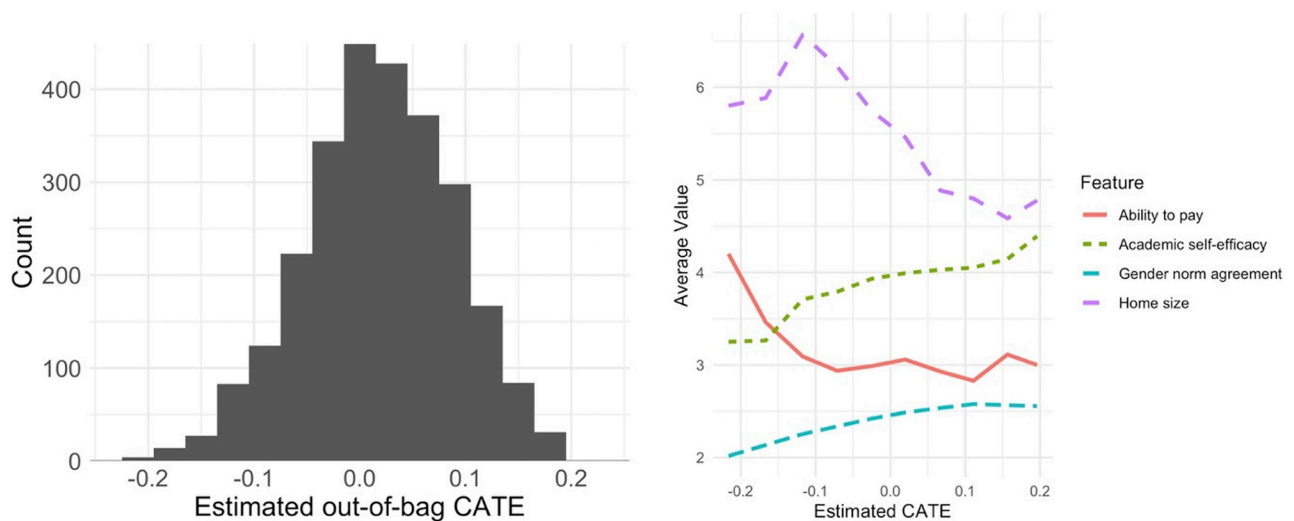 400
300
200
100
0
Count
-0.2
-0.1
0.0
0.1
0.2
Estimated out-of-bag CATE
6
5
4
3
2
Average Value
-0.2
-0.1
0.0
0.1
0.2
Estimated CATE
Feature
Ability to pay
Academic self-efficacy
Gender norm agreement
Home size